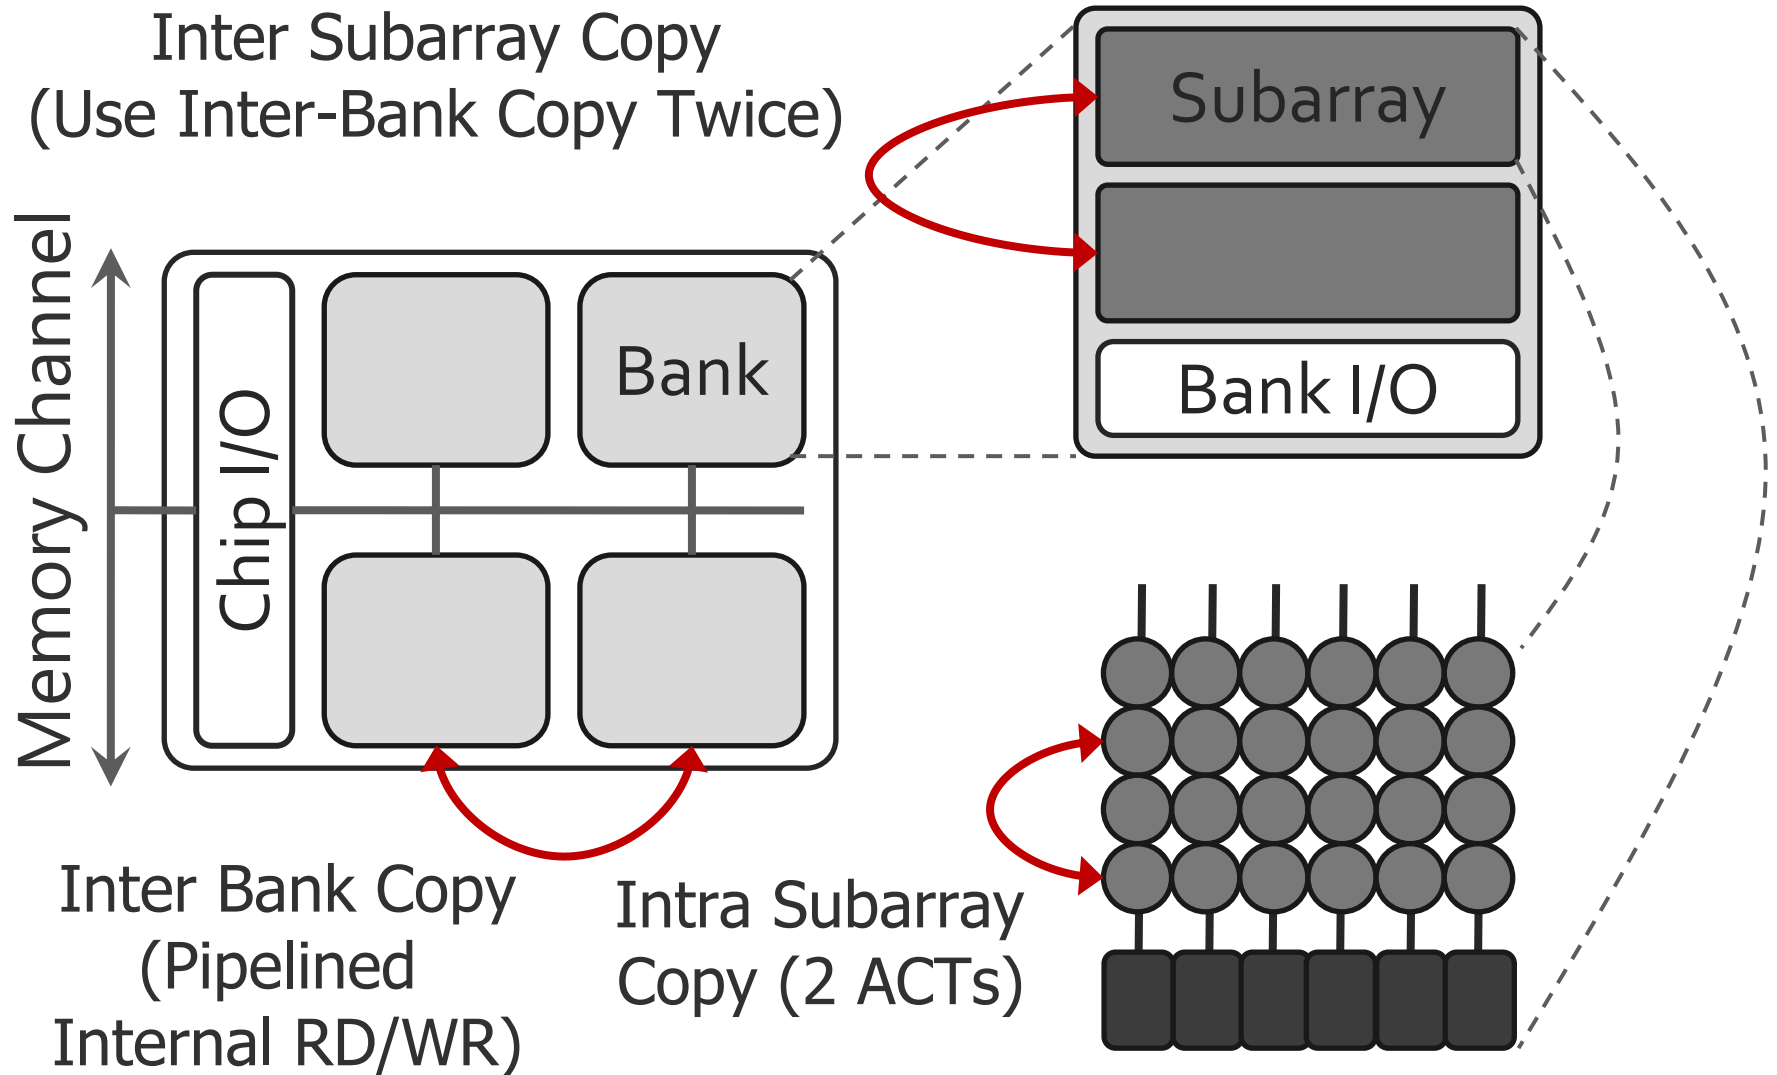 Inter Subarray Copy
(Use Inter-Bank Copy Twice)
Subarray
Bank I/O
Memory Channel
Chip I/O
Bank
Inter Bank Copy
(Pipelined
Internal RD/WR)
Intra Subarray
Copy (2 ACTs)